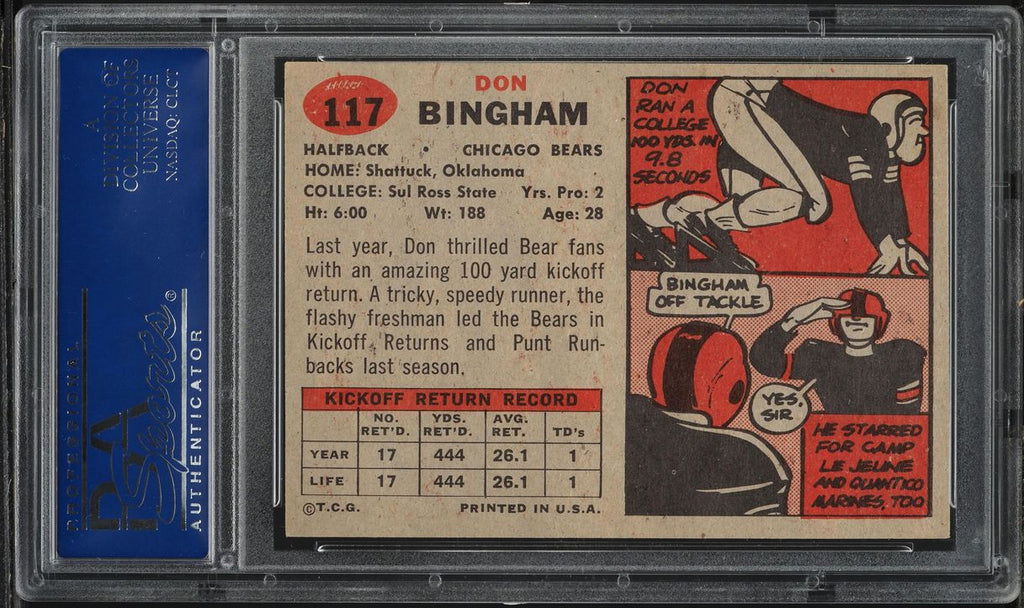 A
DIVISION OF
COLLECTORS
UNIVERSE
NASDAQ: CLCT
PROFESSIONAL
PSA
Sports®
AUTHENTICATOR
117
DON
BINGHAM
HALFBACK • CHICAGO BEARS
HOME: Shattuck, Oklahoma
COLLEGE: Sul Ross State Yrs. Pro: 2
Ht: 6:00 Wt: 188 Age: 28
Last year, Don thrilled Bear fans
with an amazing 100 yard kickoff
return. A tricky, speedy runner, the
flashy freshman led the Bears in
Kickoff Returns and Punt Run-
backs last season.
KICKOFF RETURN RECORD
NO. YDS. AVG.
RET'D. RET'D. RET. TD's
YEAR 17 444 26.1 1
LIFE 17 444 26.1 1
©T.C.G. PRINTED IN U.S.A.
DON
RAN A
COLLEGE
100 YDS. IN
9.8
SECONDS
BINGHAM
OFF TACKLE
YES,
SIR
HE STARRED
FOR CAMP
LE JEUNE
AND QUANTICO
MARINES, TOO